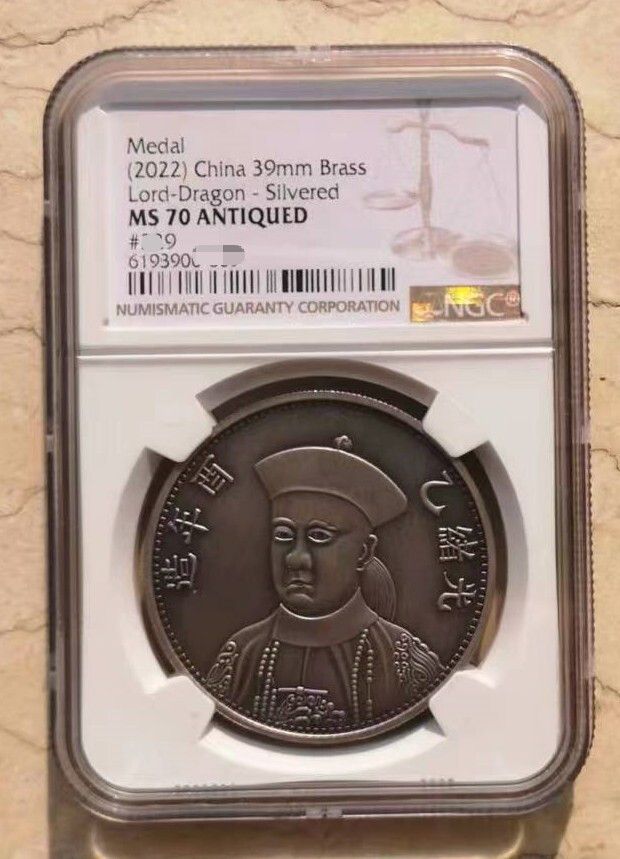 Medal
(2022) China 39mm Brass
Lord-Dragon - Silvered
MS 70 ANTIQUED
NUMISMATIC GUARANTY CORPORATION
NGC®
光緒乙酉年造